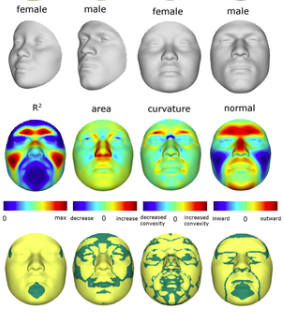 female male female male
R² area curvature normal
0 max decrease 0 increase decreased convexity 0 increased convexity inward 0 outward